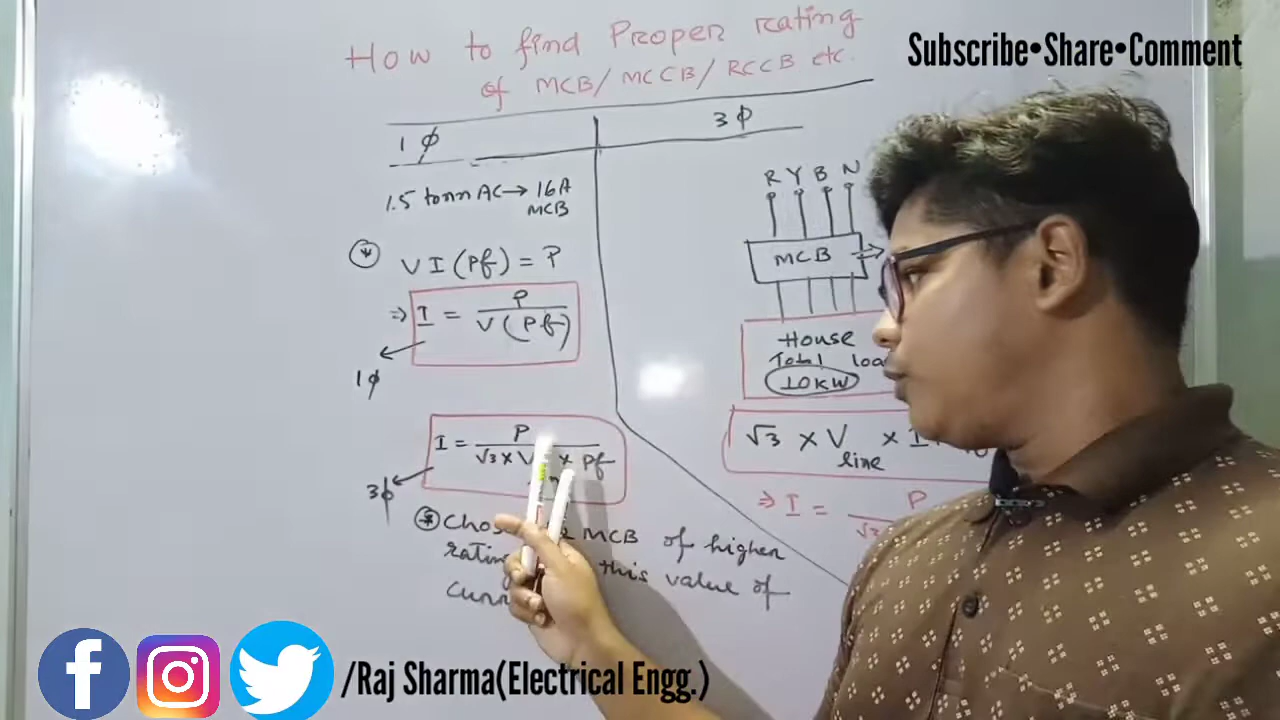 How to find Proper rating
of MCB/ MCCB/ RCCB etc.
Subscribe•Share•Comment
1φ
1.5 tonn AC → 16A
MCB
VI(Pf) = P
⇒ I = P / V(Pf)
1φ
I = P / √3 × V × Pf
3φ
MCB of higher
this value of
3φ
R Y B N
MCB
House
Total
10KW
√3 × V line × I
⇒ I = P
/Raj Sharma(Electrical Engg.)